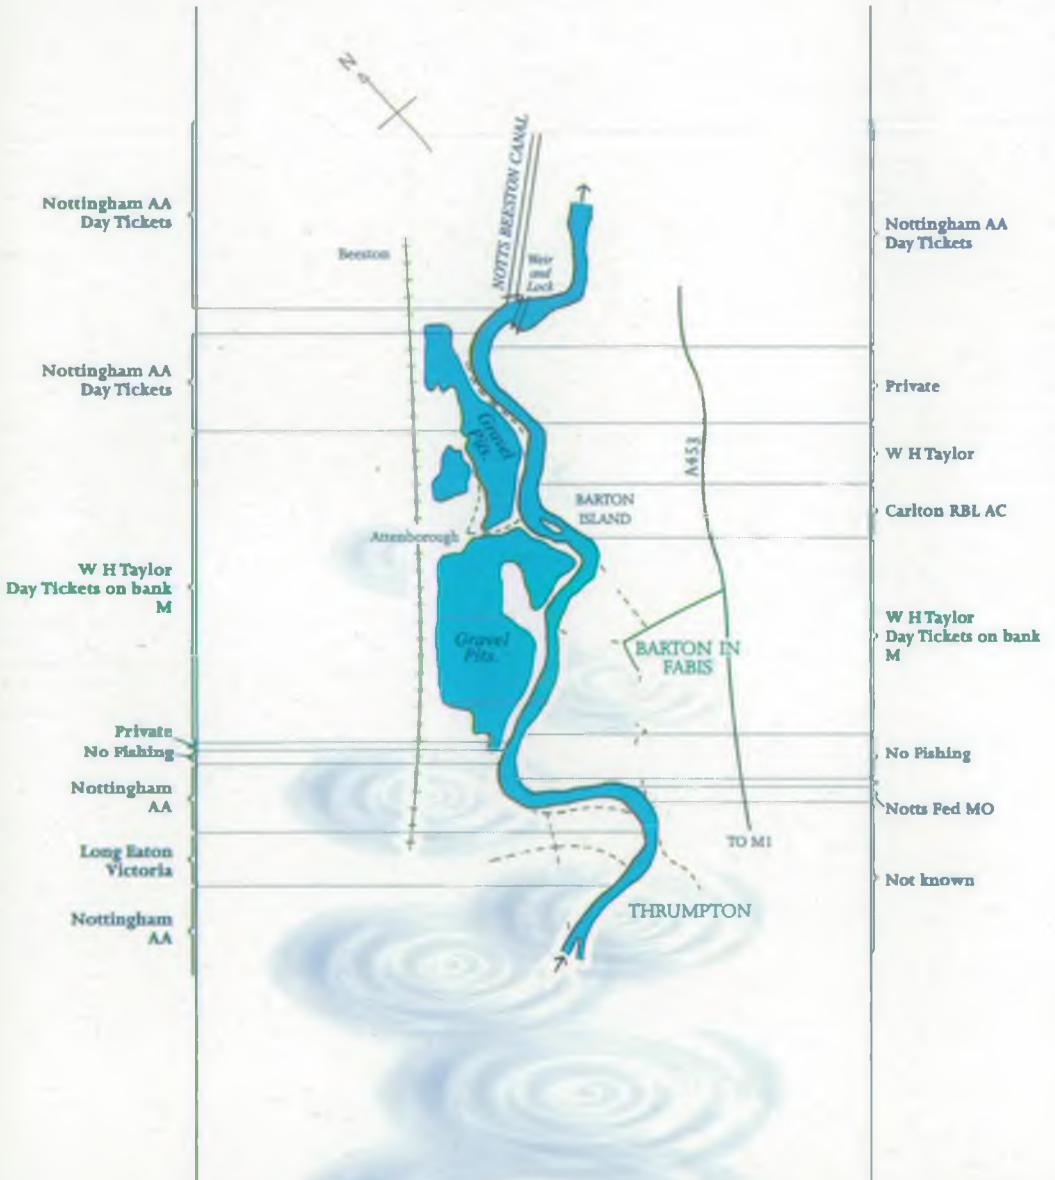 N
NOTTS BEESTON CANAL
Nottingham AA
Day Tickets
Nottingham AA
Day Tickets
Beeston
Weir
and
Lock
Nottingham AA
Day Tickets
Private
Gravel
Pits.
A453
W H Taylor
BARTON
ISLAND
Carlton RBL AC
Attenborough
W H Taylor
Day Tickets on bank
M
W H Taylor
Day Tickets on bank
M
Gravel
Pits.
BARTON IN
FABIS
Private
No Fishing
No Fishing
Nottingham
AA
Notts Fed MO
TO M1
Long Eaton
Victoria
Not known
Nottingham
AA
THRUMPTON